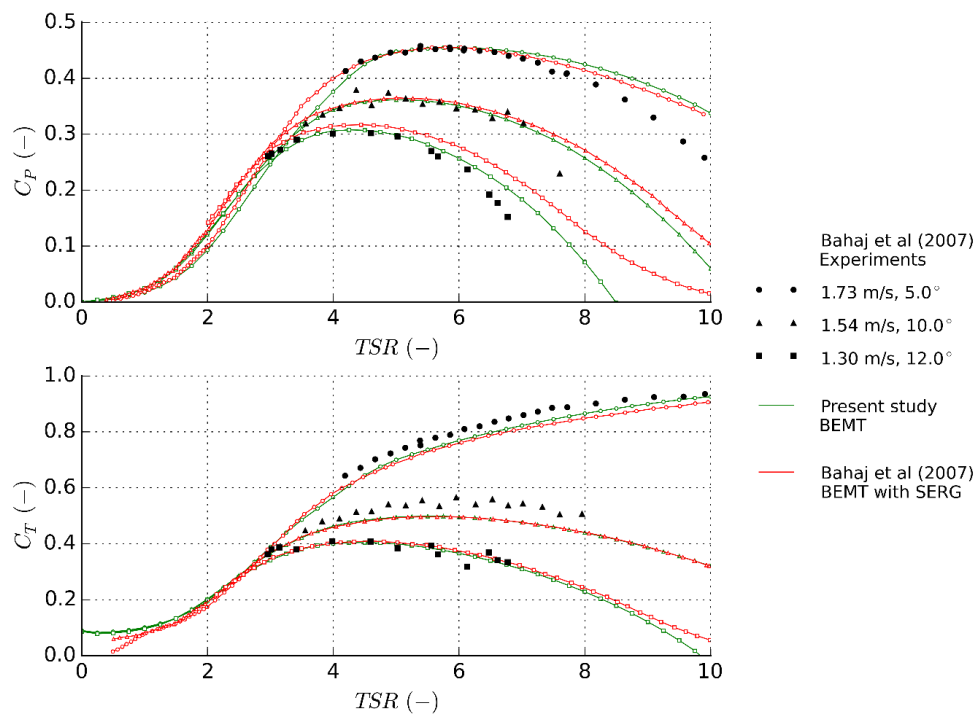 0.5
0.4
0.3
0.2
0.1
0.0
C_P (−)
0 2 4 6 8 10
TSR (−)
1.0
0.8
0.6
0.4
0.2
0.0
C_T (−)
0 2 4 6 8 10
TSR (−)
Bahaj et al (2007)
Experiments
1.73 m/s, 5.0°
1.54 m/s, 10.0°
1.30 m/s, 12.0°
Present study
BEMT
Bahaj et al (2007)
BEMT with SERG